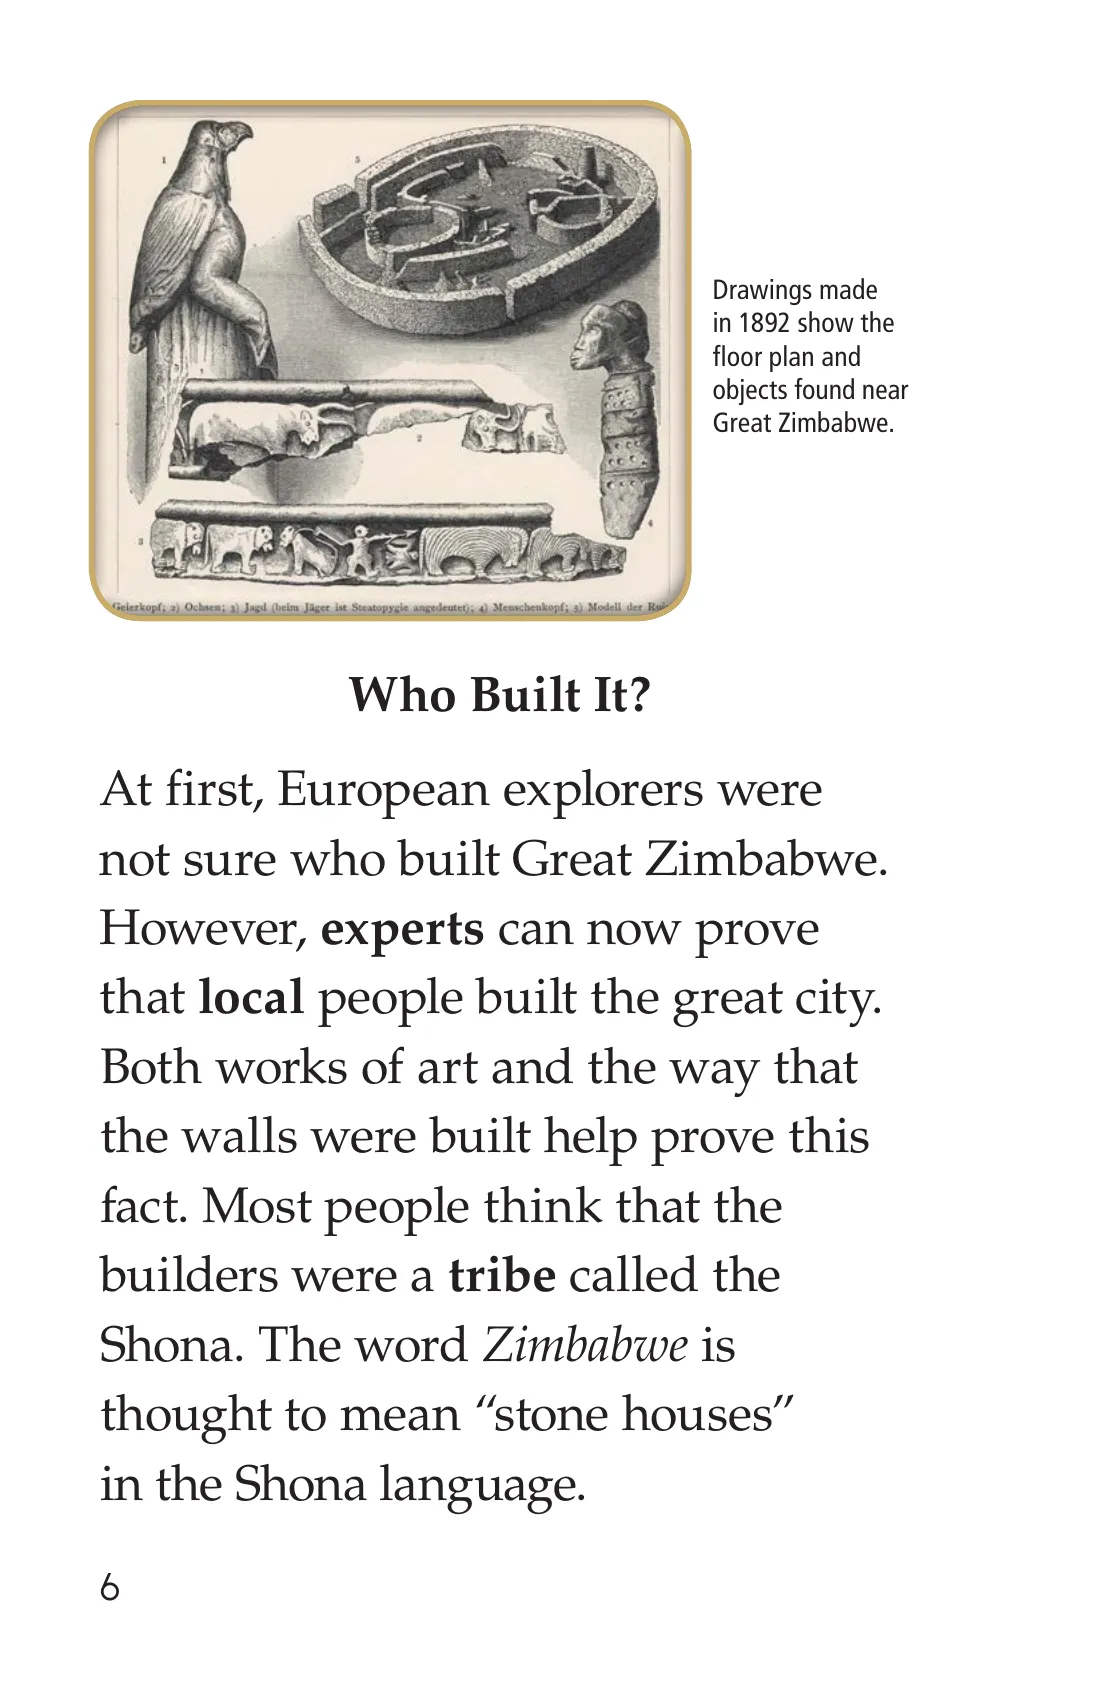 1
5
2
3
4
Geierkopf; 2) Ochsen; 3) Jagd (beim Jäger ist Steatopygie angedeutet); 4) Menschenkopf; 5) Modell der
Drawings made
in 1892 show the
floor plan and
objects found near
Great Zimbabwe.
Who Built It?
At first, European explorers were
not sure who built Great Zimbabwe.
However, experts can now prove
that local people built the great city.
Both works of art and the way that
the walls were built help prove this
fact. Most people think that the
builders were a tribe called the
Shona. The word Zimbabwe is
thought to mean “stone houses”
in the Shona language.
6